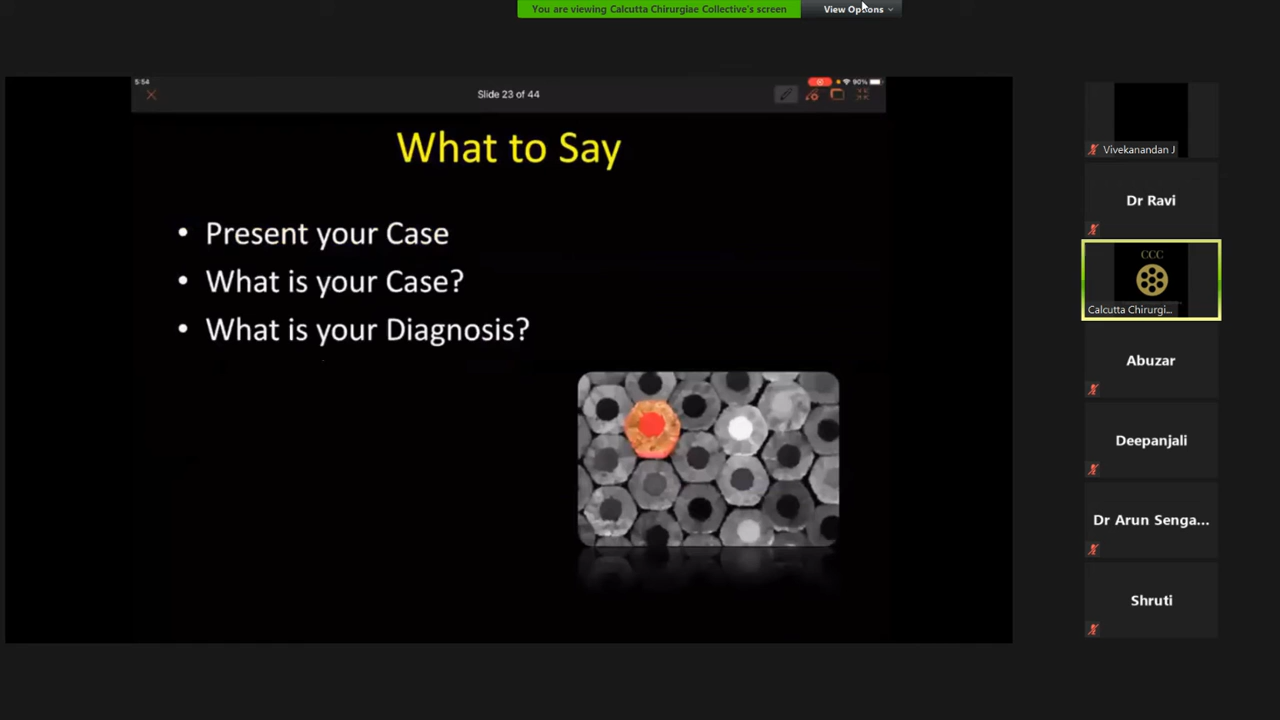 You are viewing Calcutta Chirurgiae Collective's screen
View Options
5:54
90%
Slide 23 of 44
What to Say
• Present your Case
• What is your Case?
• What is your Diagnosis?
Vivekanandan J
Dr Ravi
CCC
Calcutta Chirurgi...
Abuzar
Deepanjali
Dr Arun Senga...
Shruti